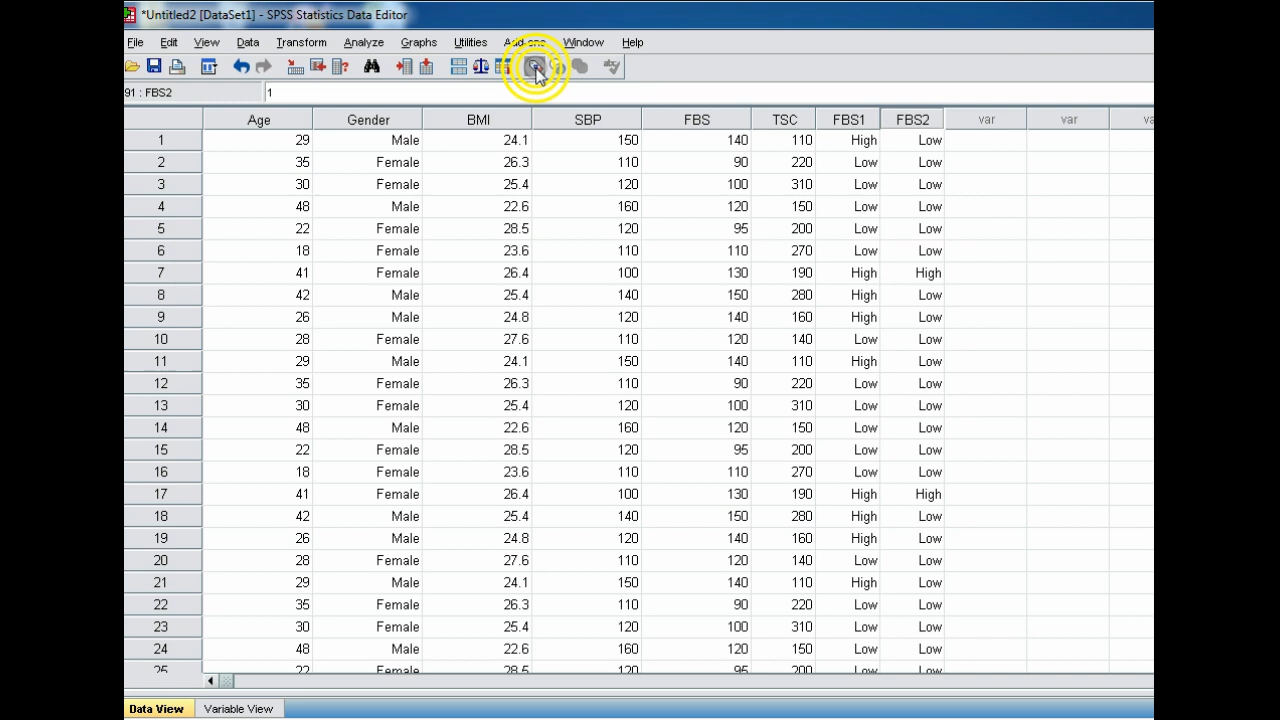 *Untitled2 [DataSet1] - SPSS Statistics Data Editor
File Edit View Data Transform Analyze Graphs Utilities Add-ons Window Help
91 : FBS2 1
Age Gender BMI SBP FBS TSC FBS1 FBS2 var var va
1 29 Male 24.1 150 140 110 High Low
2 35 Female 26.3 110 90 220 Low Low
3 30 Female 25.4 120 100 310 Low Low
4 48 Male 22.6 160 120 150 Low Low
5 22 Female 28.5 120 95 200 Low Low
6 18 Female 23.6 110 110 270 Low Low
7 41 Female 26.4 100 130 190 High High
8 42 Male 25.4 140 150 280 High Low
9 26 Male 24.8 120 140 160 High Low
10 28 Female 27.6 110 120 140 Low Low
11 29 Male 24.1 150 140 110 High Low
12 35 Female 26.3 110 90 220 Low Low
13 30 Female 25.4 120 100 310 Low Low
14 48 Male 22.6 160 120 150 Low Low
15 22 Female 28.5 120 95 200 Low Low
16 18 Female 23.6 110 110 270 Low Low
17 41 Female 26.4 100 130 190 High High
18 42 Male 25.4 140 150 280 High Low
19 26 Male 24.8 120 140 160 High Low
20 28 Female 27.6 110 120 140 Low Low
21 29 Male 24.1 150 140 110 High Low
22 35 Female 26.3 110 90 220 Low Low
23 30 Female 25.4 120 100 310 Low Low
24 48 Male 22.6 160 120 150 Low Low
25 22 Female 28.5 120 95 200 Low Low
Data View Variable View